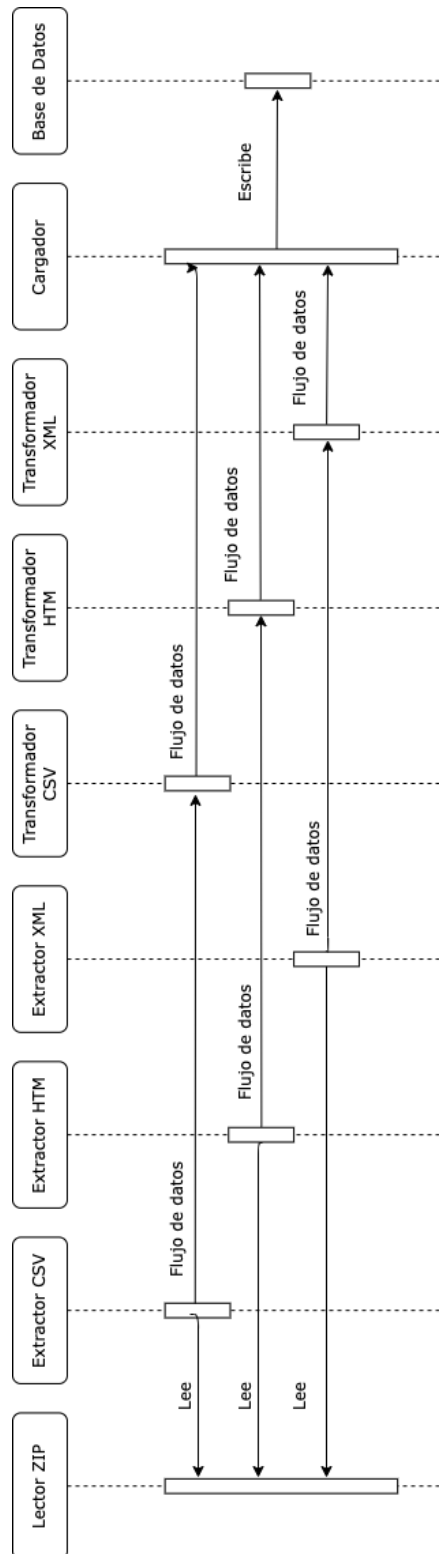 Lector ZIP
Extractor CSV
Extractor HTM
Extractor XML
Transformador
CSV
Transformador
HTM
Transformador
XML
Cargador
Base de Datos
Lee
Flujo de datos
Flujo de datos
Lee
Flujo de datos
Flujo de datos
Escribe
Lee
Flujo de datos
Flujo de datos